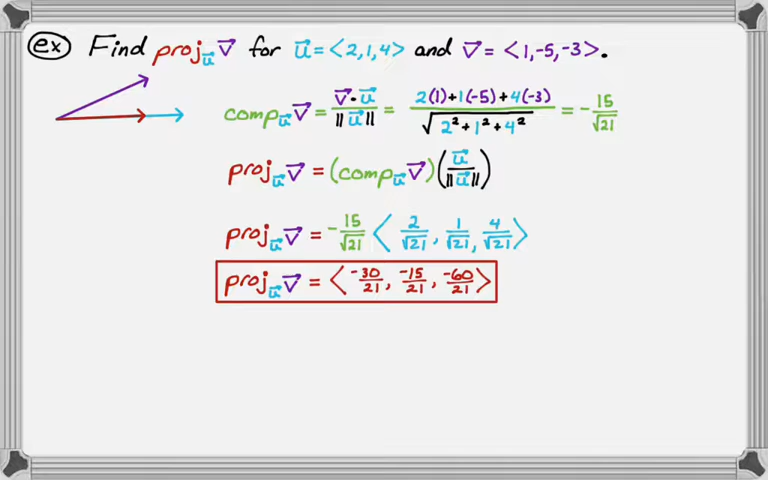 ex Find proj_u⃗ v⃗ for u⃗ = <2,1,4> and v⃗ = <1,-5,-3>.
comp_u⃗ v⃗ = (v⃗ · u⃗)/(||u⃗||) = (2(1)+1(-5)+4(-3))/(√(2²+1²+4²)) = -15/√21
proj_u⃗ v⃗ = (comp_u⃗ v⃗)(u⃗/||u⃗||)
proj_u⃗ v⃗ = -15/√21 <2/√21, 1/√21, 4/√21>
proj_u⃗ v⃗ = <-30/21, -15/21, -60/21>